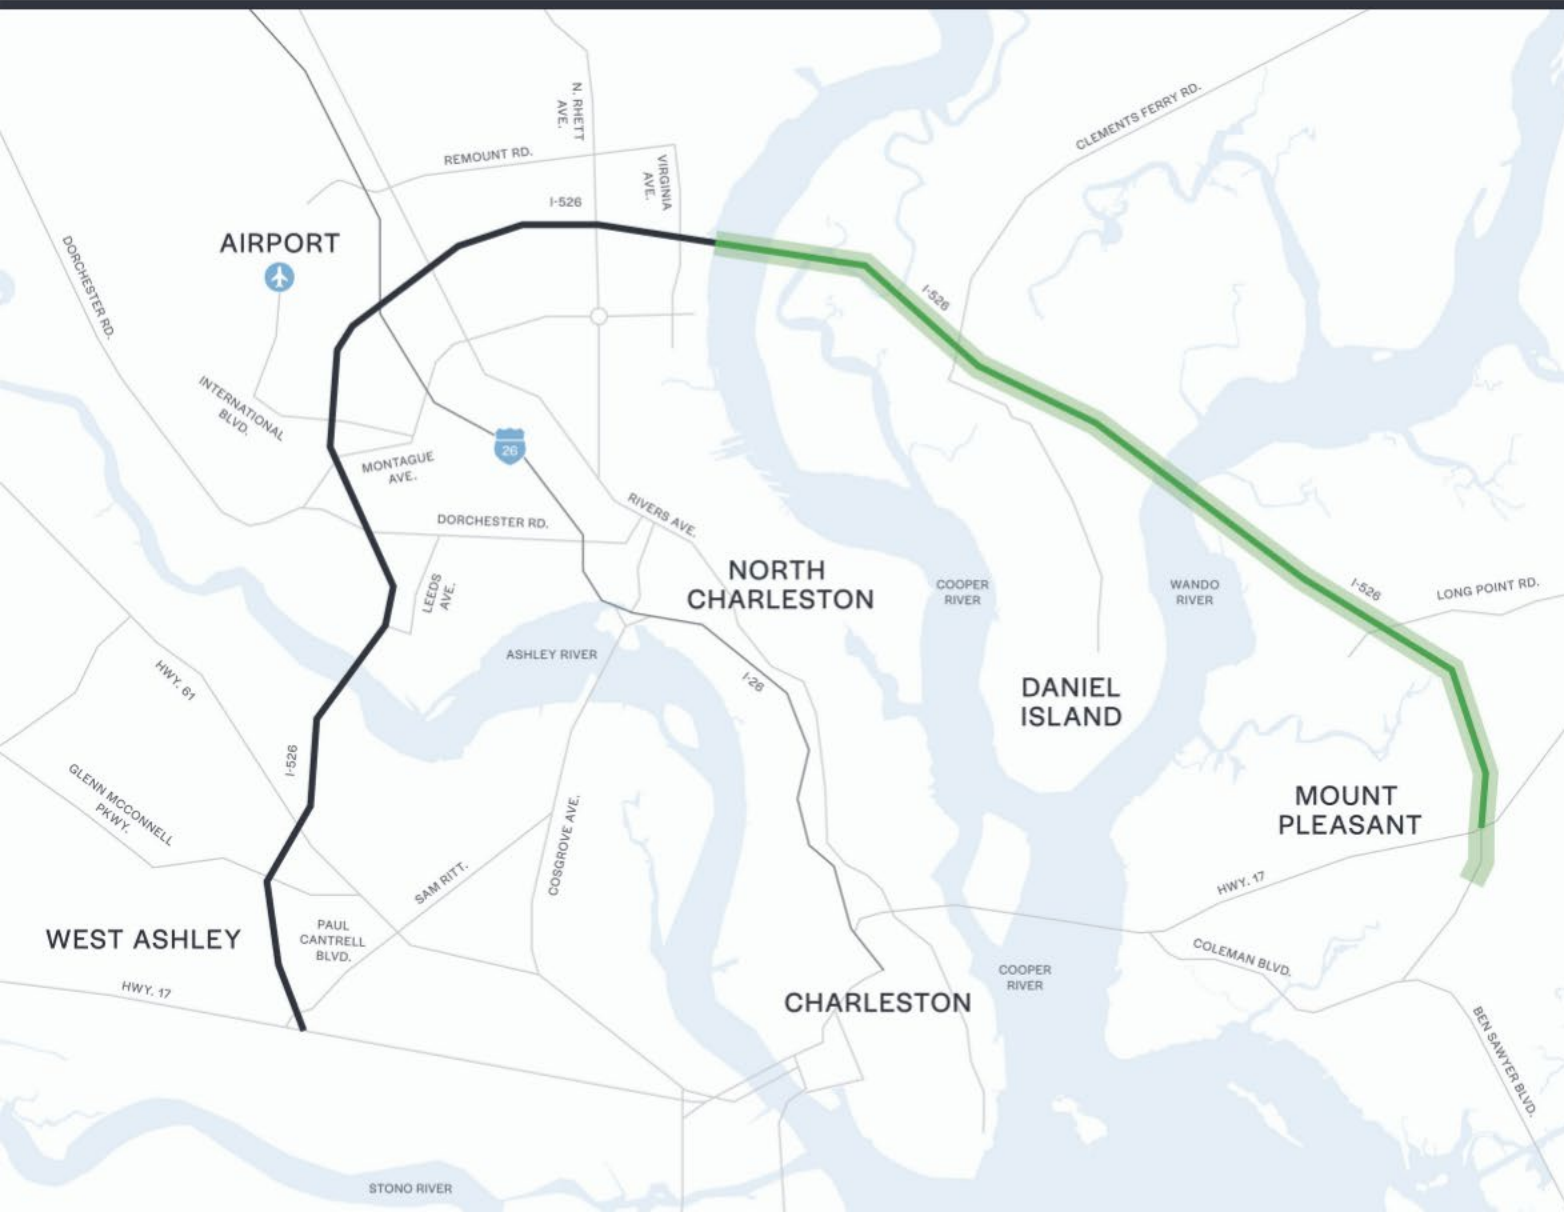 N. RHETT
AVE.
CLEMENTS FERRY RD.
REMOUNT RD.
VIRGINIA
AVE.
I-526
AIRPORT
DORCHESTER RD.
I-526
INTERNATIONAL
BLVD.
26
MONTAGUE
AVE.
RIVERS AVE.
DORCHESTER RD.
NORTH
CHARLESTON
LEEDS
AVE.
COOPER
RIVER
WANDO
RIVER
I-526
LONG POINT RD.
ASHLEY RIVER
HWY. 61
I-26
DANIEL
ISLAND
I-526
GLENN MCCONNELL
PKWY.
MOUNT
PLEASANT
COSGROVE AVE.
SAM RITT.
HWY. 17
WEST ASHLEY
PAUL
CANTRELL
BLVD.
COLEMAN BLVD.
HWY. 17
COOPER
RIVER
CHARLESTON
BEN SAWYER BLVD.
STONO RIVER